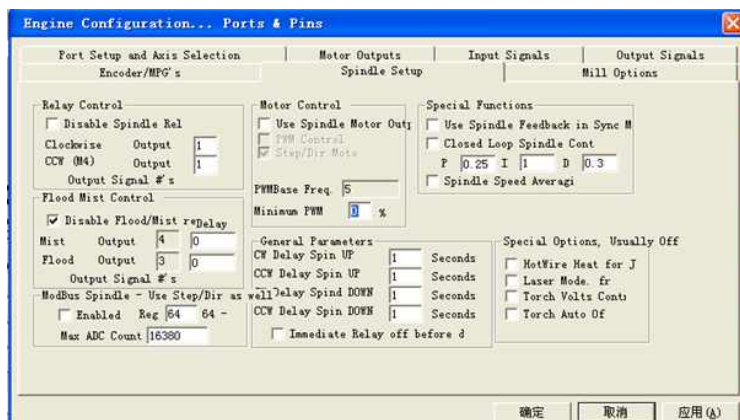 Engine Configuration... Ports & Pins
Port Setup and Axis Selection
Motor Outputs
Input Signals
Output Signals
Encoder/MPG's
Spindle Setup
Mill Options
Relay Control
Disable Spindle Rel
Clockwise Output 1
CCW (M4) Output 1
Output Signal #'s
Flood Mist Control
Disable Flood/Mist re
Delay
Mist Output 4 0
Flood Output 3 0
Output Signal #'s
ModBus Spindle - Use Step/Dir as well
Enabled Reg 64 64 -
Max ADC Count 16380
Motor Control
Use Spindle Motor Outp
PWM Control
Step/Dir Moto
PWMBase Freq. 5
Minimum PWM 0 %
General Parameters
CW Delay Spin UP 1 Seconds
CCW Delay Spin UP 1 Seconds
Delay Spind DOWN 1 Seconds
CCW Delay Spin DOWN 1 Seconds
Immediate Relay off before d
Special Functions
Use Spindle Feedback in Sync M
Closed Loop Spindle Cont
P 0.25 I 1 D 0.3
Spindle Speed Averagi
Special Options, Usually Off
HotWire Heat for J
Laser Mode. fr
Torch Volts Cont
Torch Auto Of
确定
取消
应用(A)